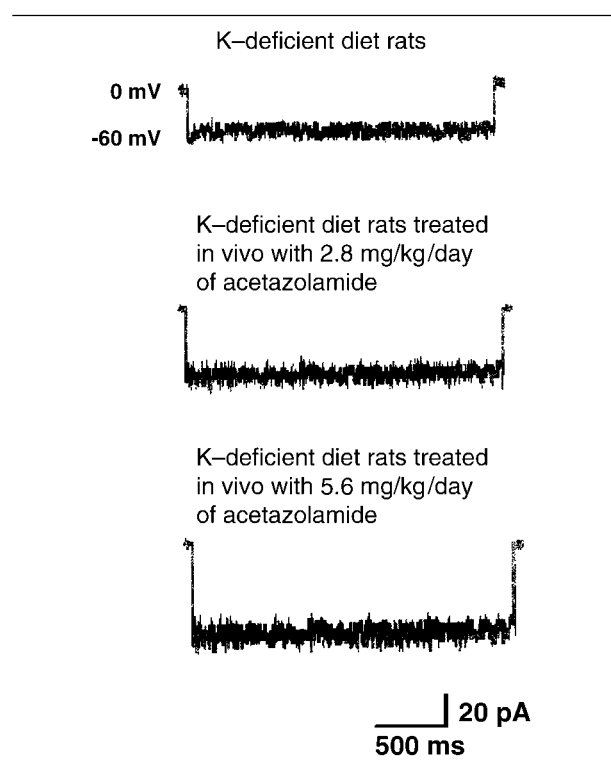 K–deficient diet rats
0 mV
-60 mV
K–deficient diet rats treated
in vivo with 2.8 mg/kg/day
of acetazolamide
K–deficient diet rats treated
in vivo with 5.6 mg/kg/day
of acetazolamide
20 pA
500 ms